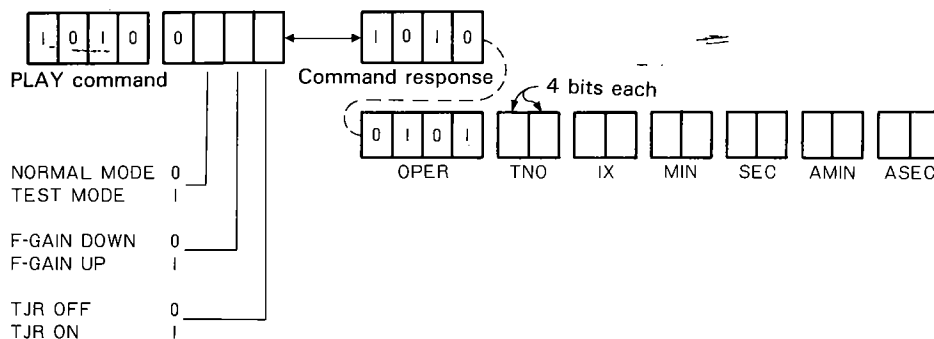 1 0 1 0 0 1 0 1 0
PLAY command Command response
4 bits each
0 1 0 1
OPER TNO IX MIN SEC AMIN ASEC
NORMAL MODE 0
TEST MODE 1
F-GAIN DOWN 0
F-GAIN UP 1
TJR OFF 0
TJR ON 1